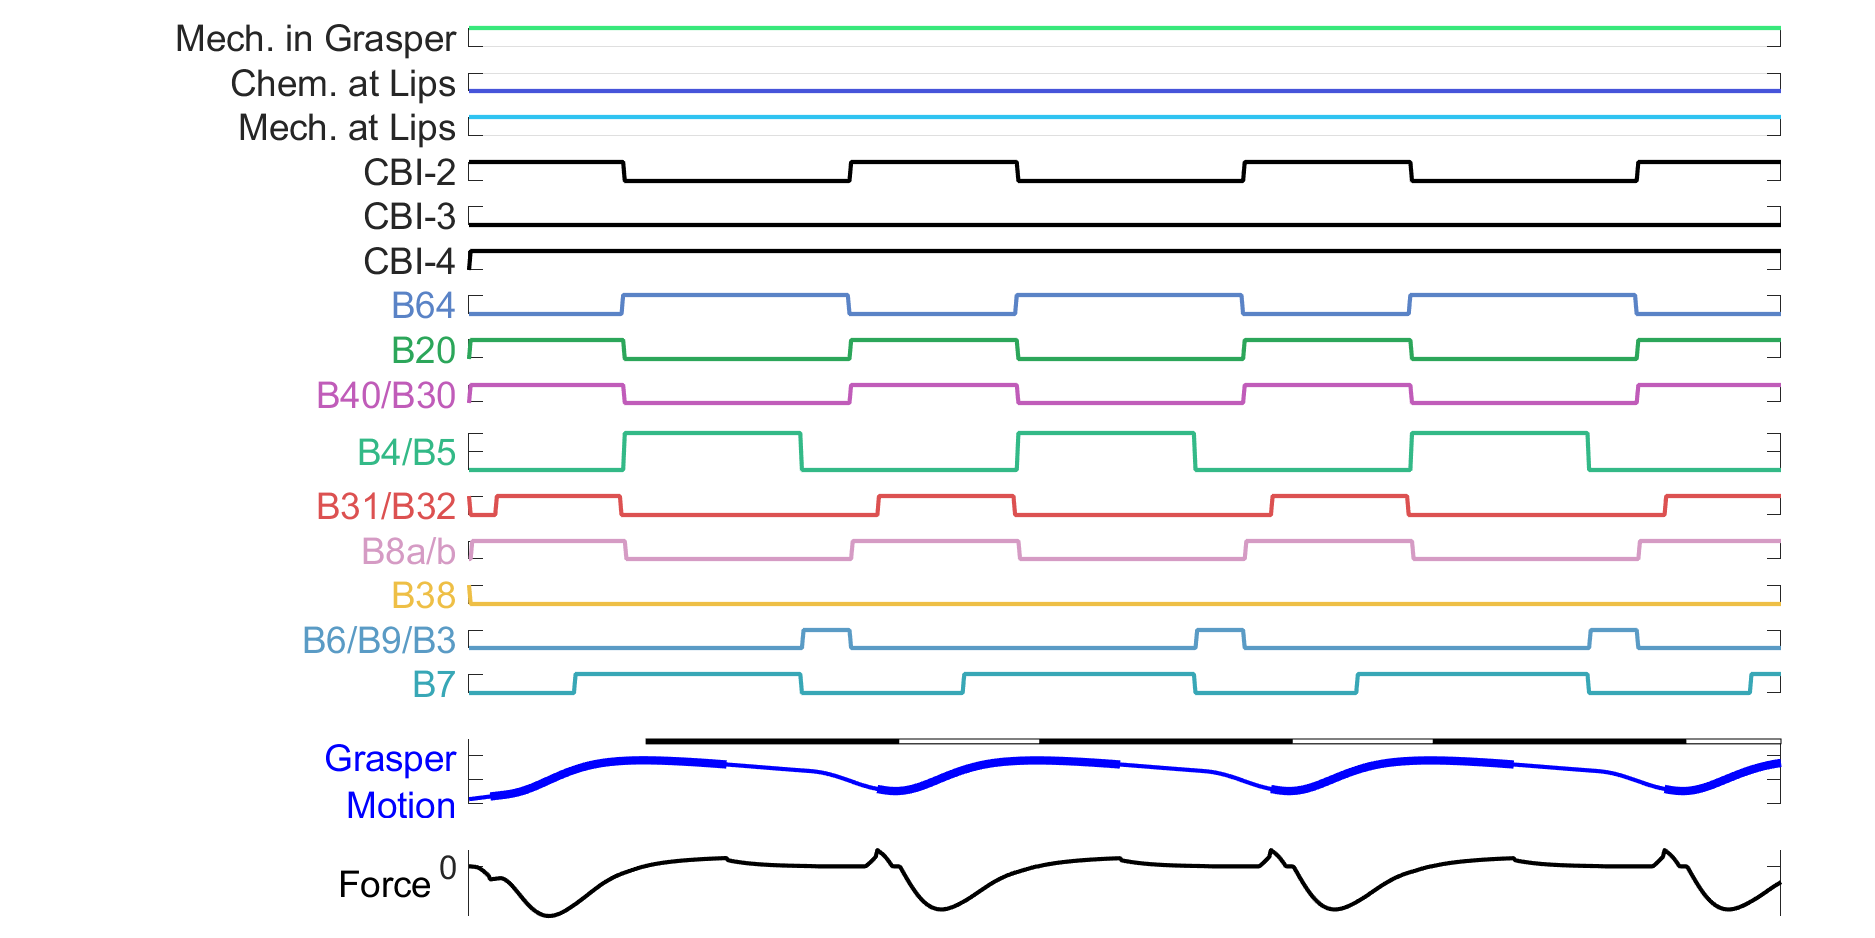 Mech. in Grasper
Chem. at Lips
Mech. at Lips
CBI-2
CBI-3
CBI-4
B64
B20
B40/B30
B4/B5
B31/B32
B8a/b
B38
B6/B9/B3
B7
Grasper
Motion
0
Force